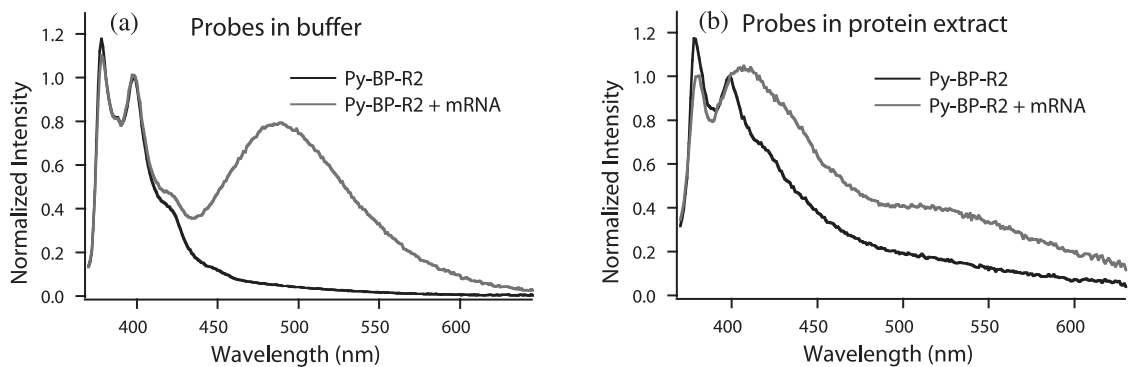 (a) Probes in buffer
Py-BP-R2
Py-BP-R2 + mRNA
Normalized Intensity
1.2
1.0
0.8
0.6
0.4
0.2
0.0
400 450 500 550 600
Wavelength (nm)
(b) Probes in protein extract
Py-BP-R2
Py-BP-R2 + mRNA
Normalized Intensity
1.2
1.0
0.8
0.6
0.4
0.2
0.0
400 450 500 550 600
Wavelength (nm)